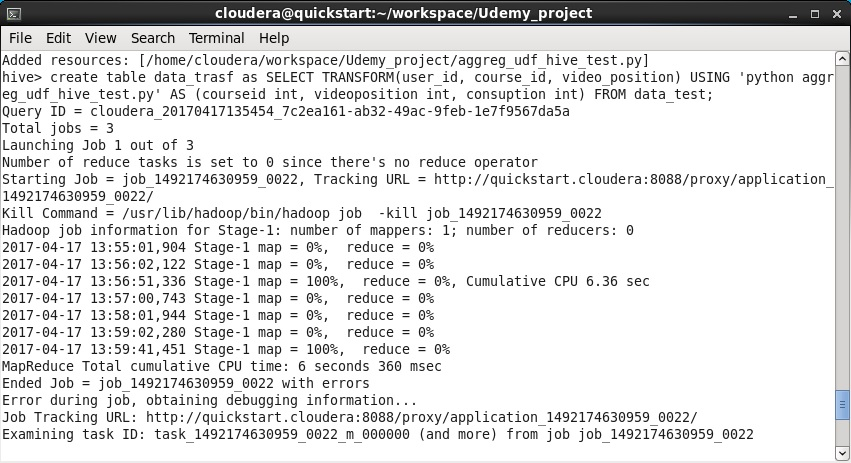 cloudera@quickstart:~/workspace/Udemy_project
File Edit View Search Terminal Help
Added resources: [/home/cloudera/workspace/Udemy_project/aggreg_udf_hive_test.py]
hive> create table data_trasf as SELECT TRANSFORM(user_id, course_id, video_position) USING 'python aggr
eg_udf_hive_test.py' AS (courseid int, videoposition int, consuption int) FROM data_test;
Query ID = cloudera_20170417135454_7c2ea161-ab32-49ac-9feb-1e7f9567da5a
Total jobs = 3
Launching Job 1 out of 3
Number of reduce tasks is set to 0 since there's no reduce operator
Starting Job = job_1492174630959_0022, Tracking URL = http://quickstart.cloudera:8088/proxy/application_
1492174630959_0022/
Kill Command = /usr/lib/hadoop/bin/hadoop job  -kill job_1492174630959_0022
Hadoop job information for Stage-1: number of mappers: 1; number of reducers: 0
2017-04-17 13:55:01,904 Stage-1 map = 0%,  reduce = 0%
2017-04-17 13:56:02,122 Stage-1 map = 0%,  reduce = 0%
2017-04-17 13:56:51,336 Stage-1 map = 100%,  reduce = 0%, Cumulative CPU 6.36 sec
2017-04-17 13:57:00,743 Stage-1 map = 0%,  reduce = 0%
2017-04-17 13:58:01,944 Stage-1 map = 0%,  reduce = 0%
2017-04-17 13:59:02,280 Stage-1 map = 0%,  reduce = 0%
2017-04-17 13:59:41,451 Stage-1 map = 100%,  reduce = 0%
MapReduce Total cumulative CPU time: 6 seconds 360 msec
Ended Job = job_1492174630959_0022 with errors
Error during job, obtaining debugging information...
Job Tracking URL: http://quickstart.cloudera:8088/proxy/application_1492174630959_0022/
Examining task ID: task_1492174630959_0022_m_000000 (and more) from job job_1492174630959_0022